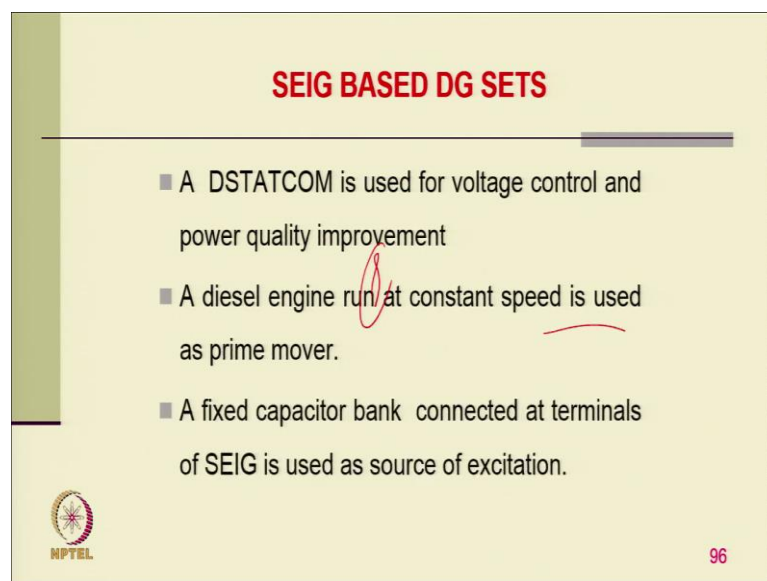 SEIG BASED DG SETS
A DSTATCOM is used for voltage control and
power quality improvement
A diesel engine run at constant speed is used
as prime mover.
A fixed capacitor bank connected at terminals
of SEIG is used as source of excitation.
NPTEL
96